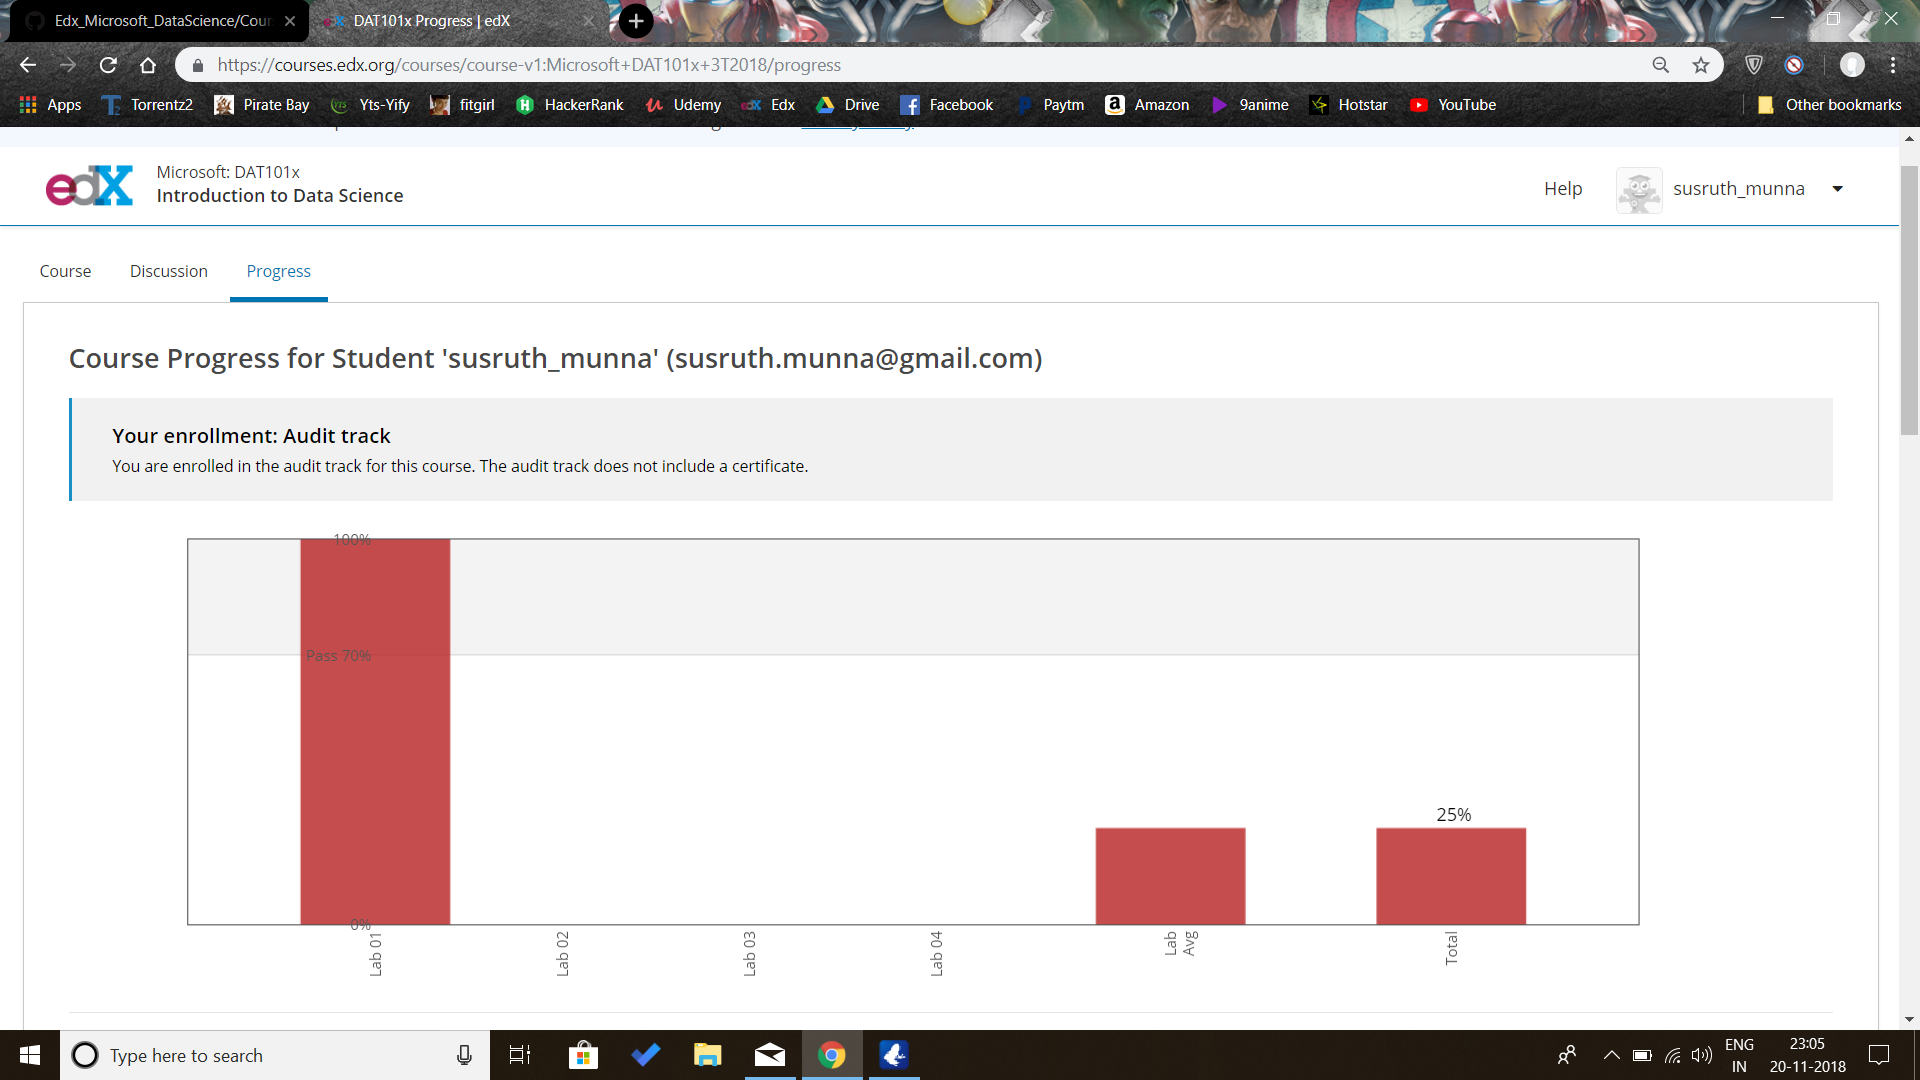 Edx_Microsoft_DataScience/Cour
DAT101x Progress | edX
https://courses.edx.org/courses/course-v1:Microsoft+DAT101x+3T2018/progress
Apps Torrentz2 Pirate Bay Yts-Yify fitgirl HackerRank Udemy Edx Drive Facebook Paytm Amazon 9anime Hotstar YouTube Other bookmarks
edX
Microsoft: DAT101x
Introduction to Data Science
Help susruth_munna
Course Discussion Progress
Course Progress for Student 'susruth_munna' (susruth.munna@gmail.com)
Your enrollment: Audit track
You are enrolled in the audit track for this course. The audit track does not include a certificate.
100%
Pass 70%
25%
0%
Lab 01
Lab 02
Lab 03
Lab 04
Lab
Avg
Total
Type here to search
ENG
IN
23:05
20-11-2018